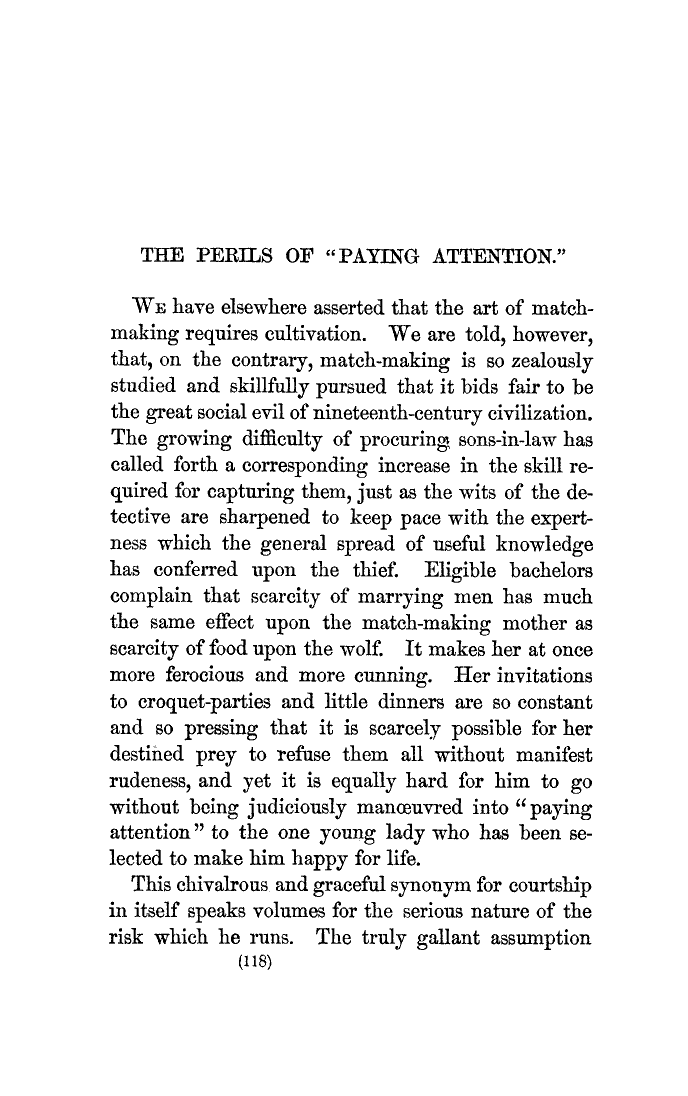 THE PERILS OF “PAYING ATTENTION.”
WE have elsewhere asserted that the art of match-
making requires cultivation. We are told, however,
that, on the contrary, match-making is so zealously
studied and skillfully pursued that it bids fair to be
the great social evil of nineteenth-century civilization.
The growing difficulty of procuring sons-in-law has
called forth a corresponding increase in the skill re-
quired for capturing them, just as the wits of the de-
tective are sharpened to keep pace with the expert-
ness which the general spread of useful knowledge
has conferred upon the thief. Eligible bachelors
complain that scarcity of marrying men has much
the same effect upon the match-making mother as
scarcity of food upon the wolf. It makes her at once
more ferocious and more cunning. Her invitations
to croquet-parties and little dinners are so constant
and so pressing that it is scarcely possible for her
destined prey to refuse them all without manifest
rudeness, and yet it is equally hard for him to go
without being judiciously manœuvred into “paying
attention” to the one young lady who has been se-
lected to make him happy for life.
This chivalrous and graceful synonym for courtship
in itself speaks volumes for the serious nature of the
risk which he runs. The truly gallant assumption
(118)